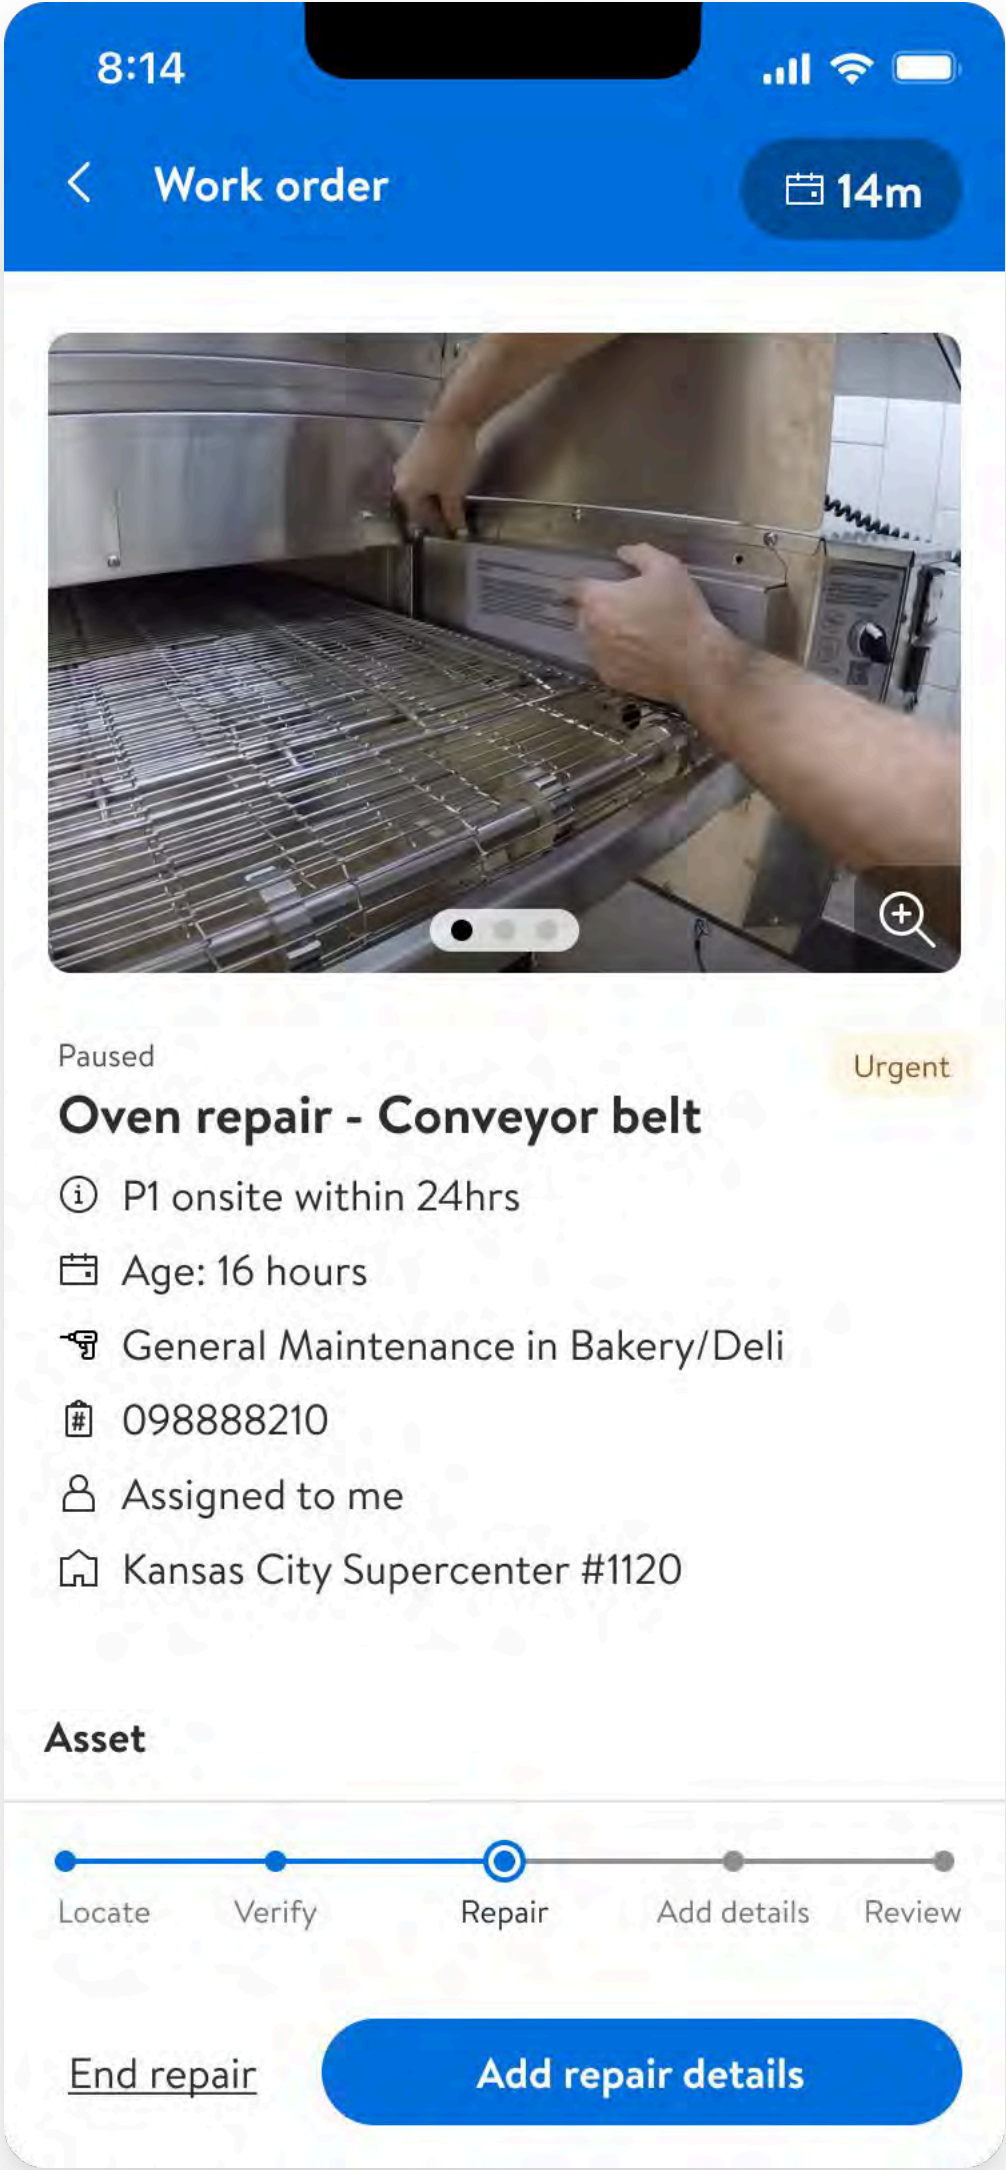 8:14
Work order
14m
Paused
Urgent
Oven repair - Conveyor belt
P1 onsite within 24hrs
Age: 16 hours
General Maintenance in Bakery/Deli
# 098888210
Assigned to me
Kansas City Supercenter #1120
Asset
Locate Verify Repair Add details Review
End repair
Add repair details